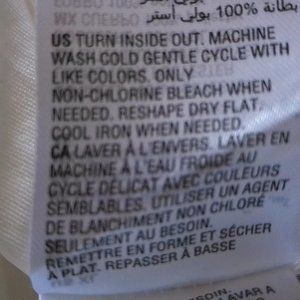 بطانة 100% بولي أستر
US TURN INSIDE OUT. MACHINE
WASH COLD GENTLE CYCLE WITH
LIKE COLORS. ONLY
NON-CHLORINE BLEACH WHEN
NEEDED. RESHAPE DRY FLAT.
COOL IRON WHEN NEEDED.
CA LAVER À L'ENVERS. LAVER EN
MACHINE À L'EAU FROIDE AU
CYCLE DÉLICAT AVEC COULEURS
SEMBLABLES. UTILISER UN AGENT
DE BLANCHIMENT NON CHLORÉ
SEULEMENT AU BESOIN.
REMETTRE EN FORME ET SÉCHER
À PLAT. REPASSER À BASSE